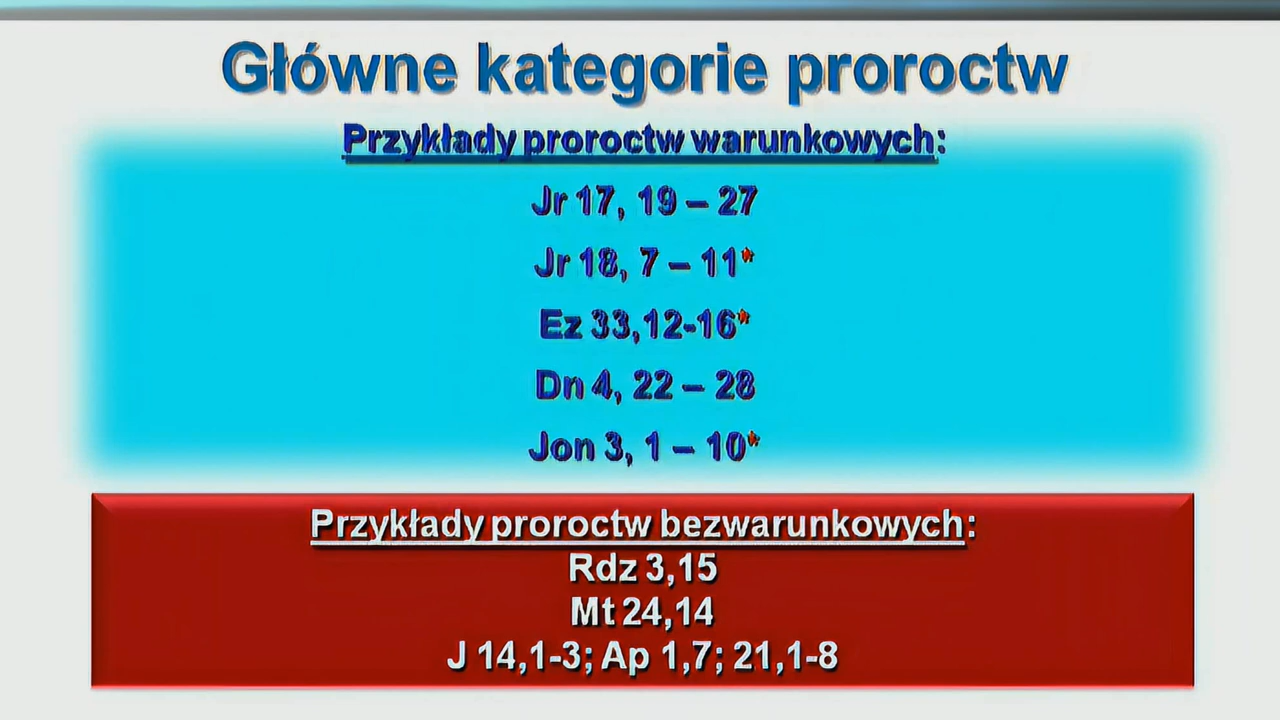 Główne kategorie proroctw
Przykłady proroctw warunkowych:
Jr 17, 19 – 27
Jr 18, 7 – 11*
Ez 33,12-16*
Dn 4, 22 – 28
Jon 3, 1 – 10*
Przykłady proroctw bezwarunkowych:
Rdz 3,15
Mt 24,14
J 14,1-3; Ap 1,7; 21,1-8